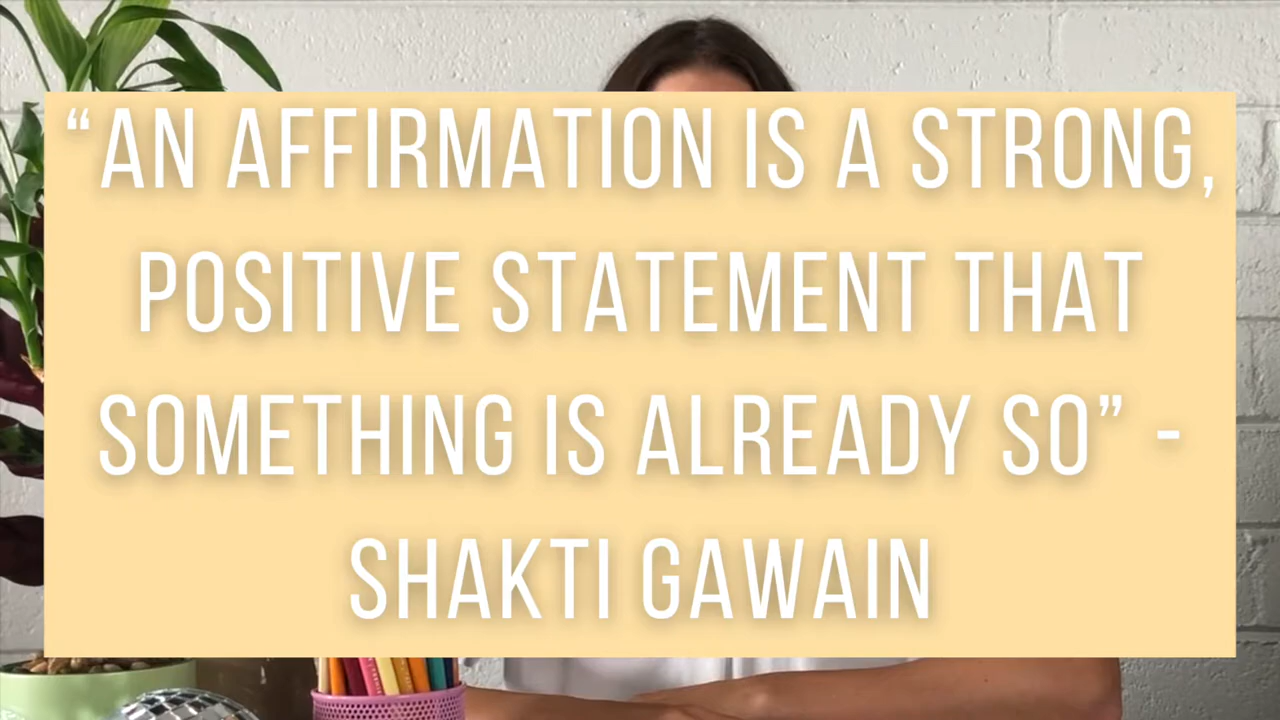 “AN AFFIRMATION IS A STRONG,
POSITIVE STATEMENT THAT
SOMETHING IS ALREADY SO” -
SHAKTI GAWAIN